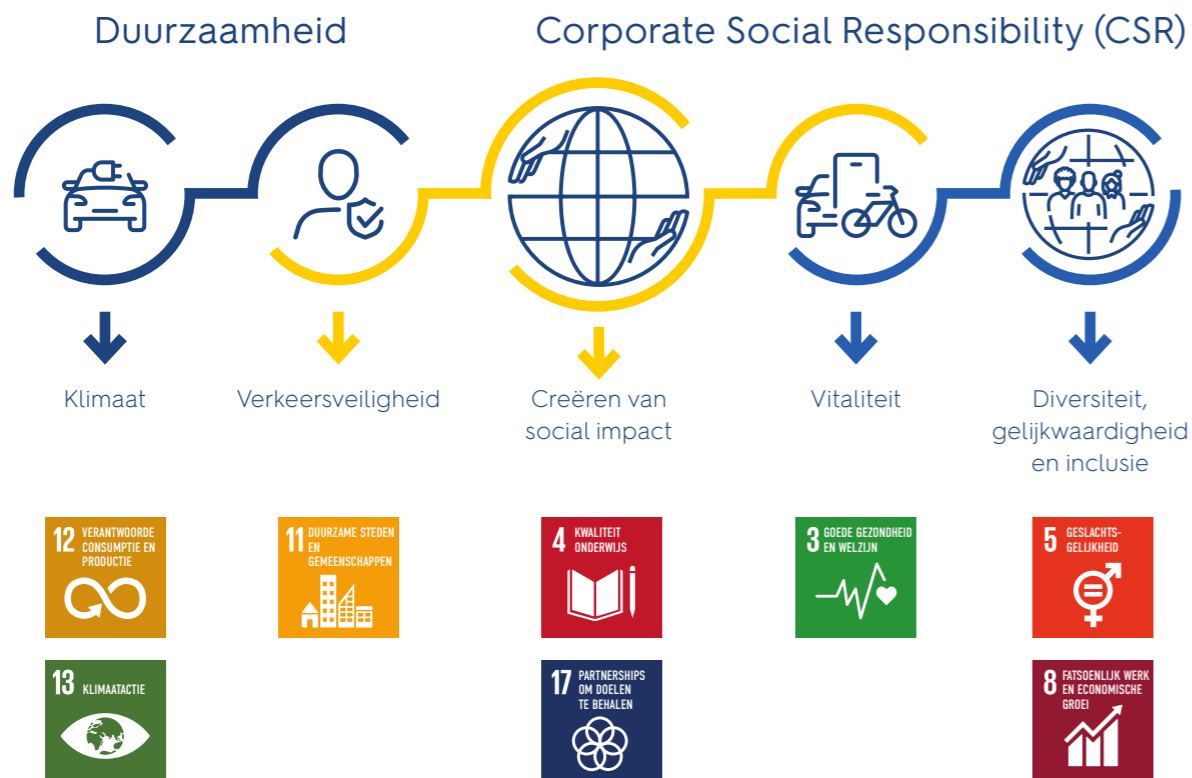 Duurzaamheid
Corporate Social Responsibility (CSR)
Klimaat
Verkeersveiligheid
Creëren van
social impact
Vitaliteit
Diversiteit,
gelijkwaardigheid
en inclusie
12 VERANTWOORDE
CONSUMPTIE EN
PRODUCTIE
11 DUURZAME STEDEN
EN
GEMEENSCHAPPEN
4 KWALITEIT
ONDERWIJS
3 GOEDE GEZONDHEID
EN WELZIJN
5 GESLACHTS-
GELIJKHEID
13 KLIMAATACTIE
17 PARTNERSHIPS
OM DOELEN
TE BEHALEN
8 FATSOENLIJK WERK
EN ECONOMISCHE
GROEI